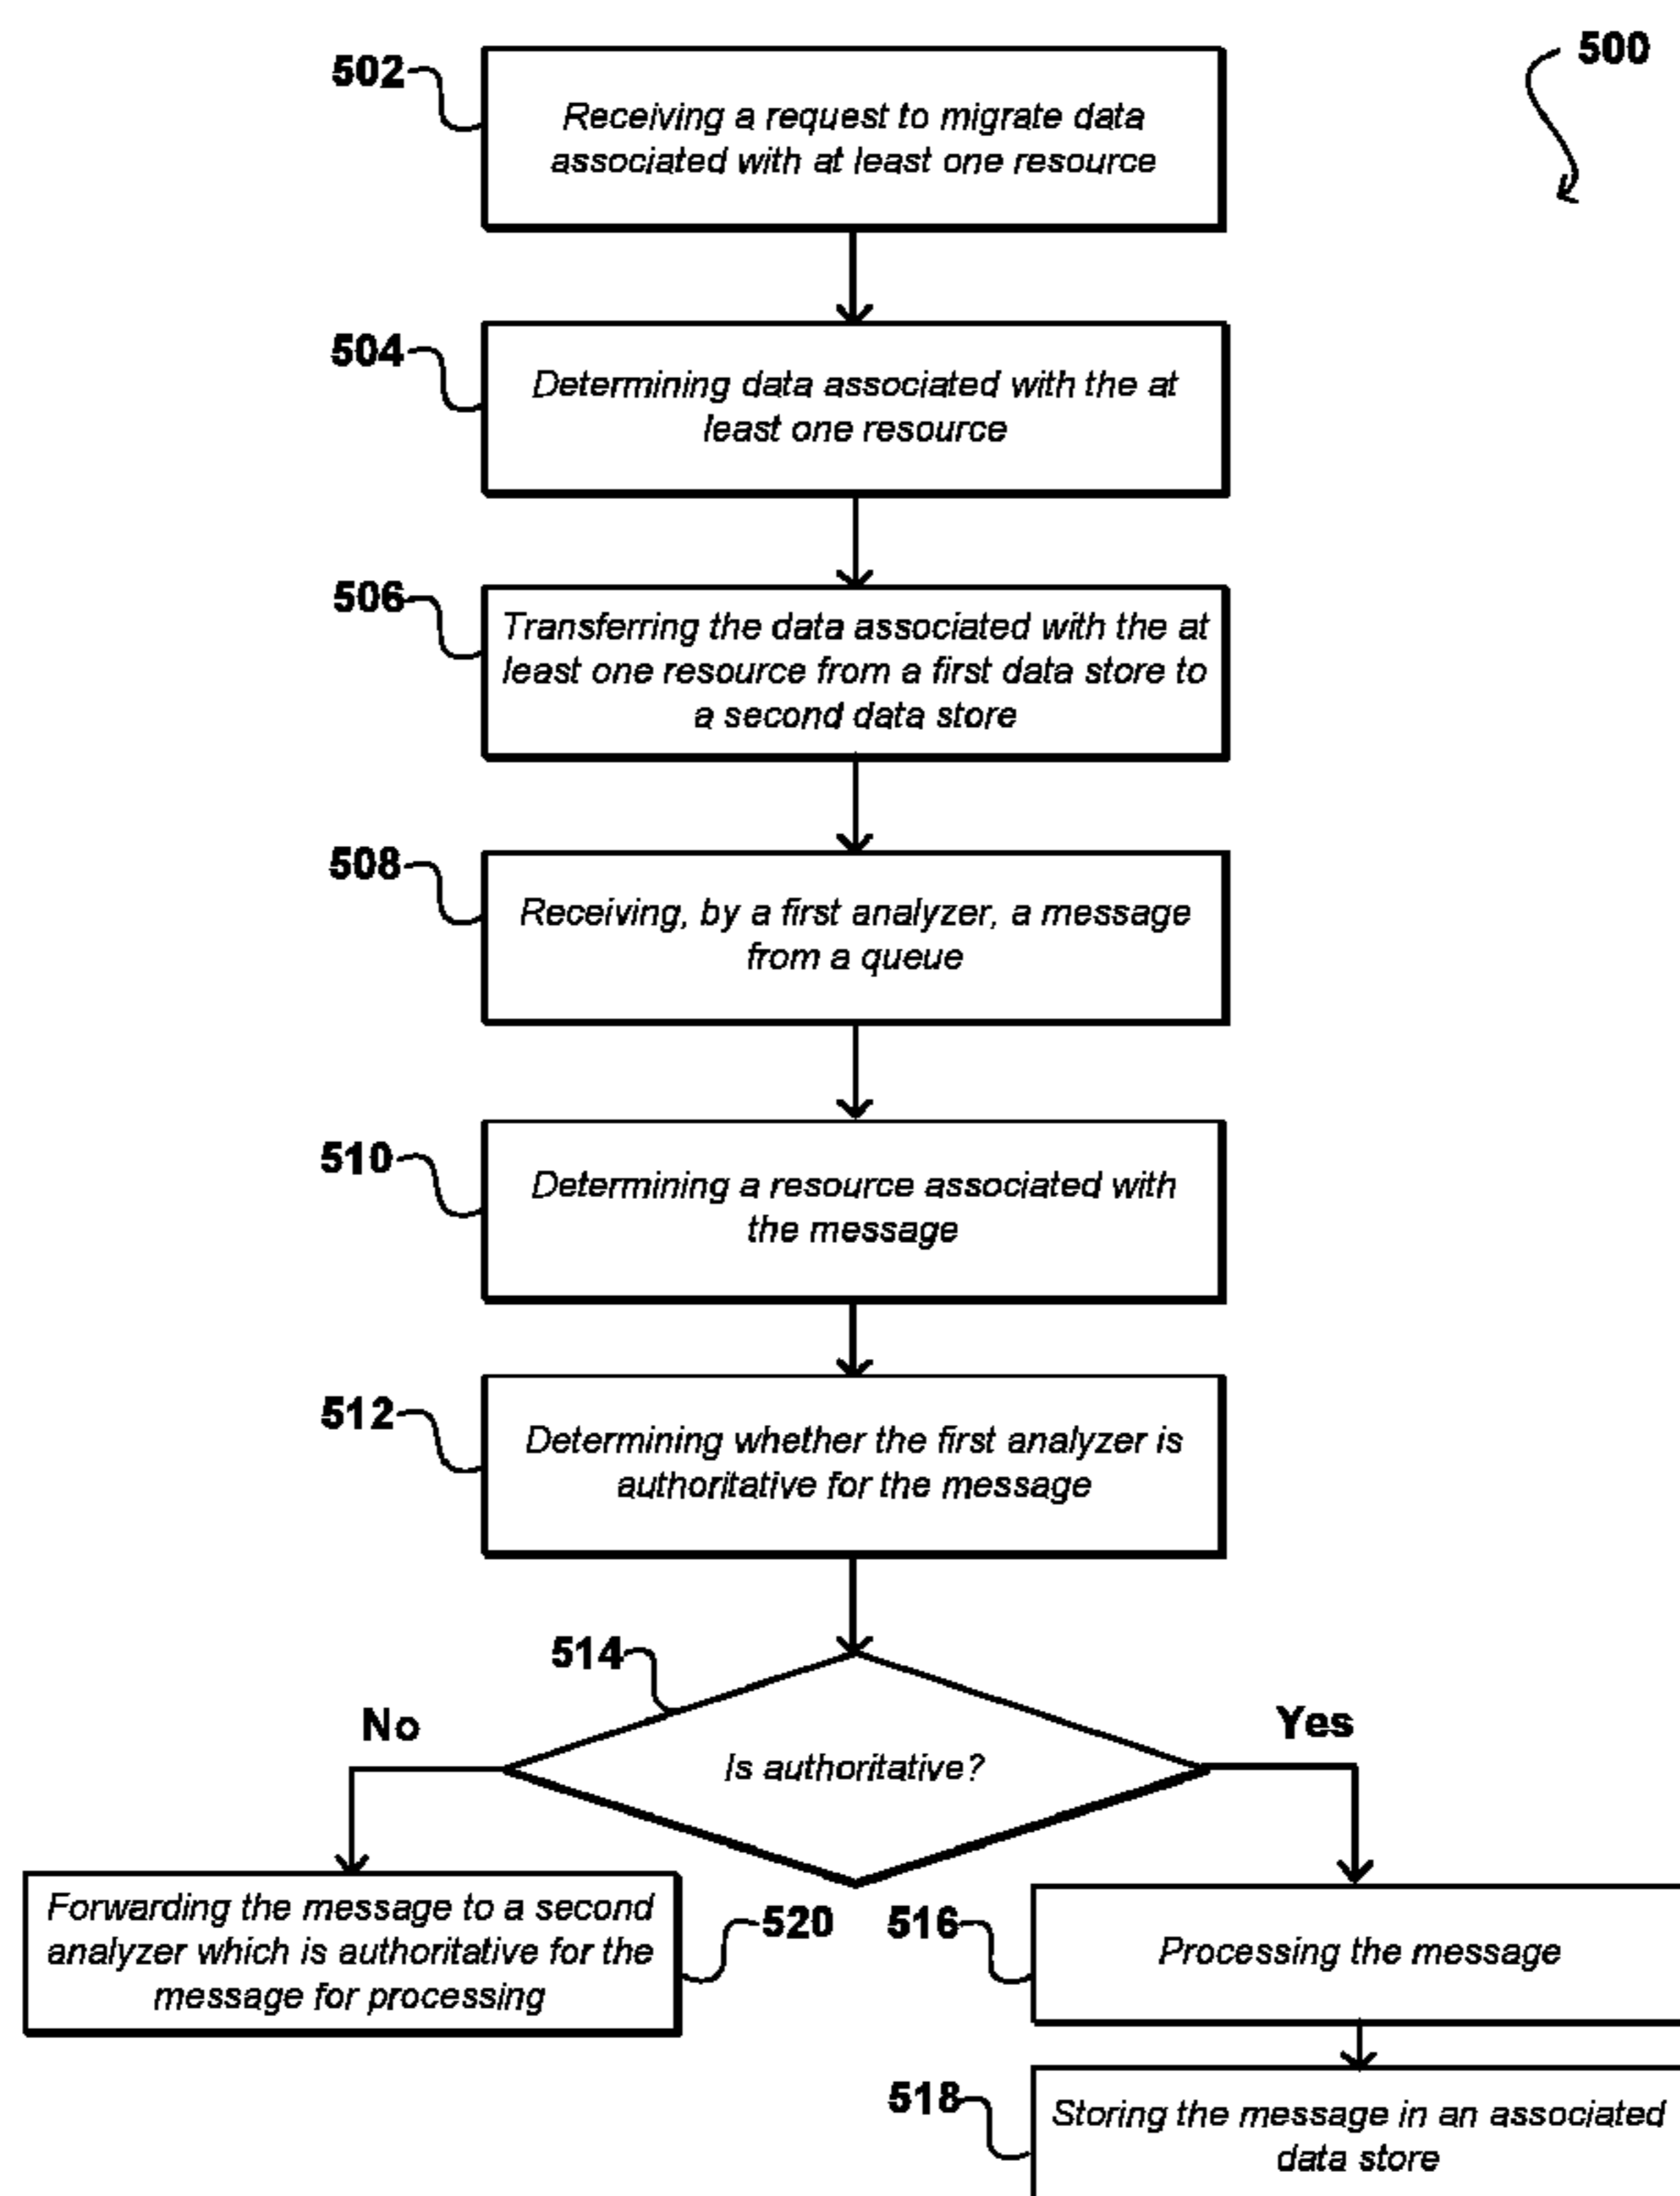 500
502
Receiving a request to migrate data
associated with at least one resource
504
Determining data associated with the at
least one resource
506
Transferring the data associated with the at
least one resource from a first data store to
a second data store
508
Receiving, by a first analyzer, a message
from a queue
510
Determining a resource associated with
the message
512
Determining whether the first analyzer is
authoritative for the message
514
No
Is authoritative?
Yes
Forwarding the message to a second
analyzer which is authoritative for the
message for processing
520
516
Processing the message
518
Storing the message in an associated
data store